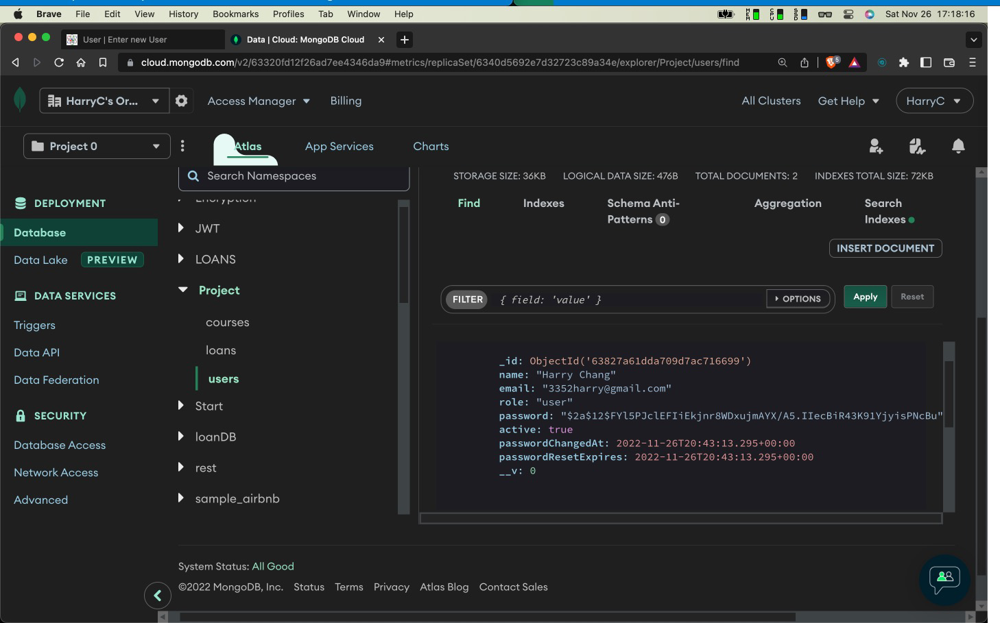 Brave File Edit View History Bookmarks Profiles Tab Window Help
MEM CPU SSD Sat Nov 26 17:18:16
User | Enter new User
Data | Cloud: MongoDB Cloud
cloud.mongodb.com/v2/63320fd12f26ad7ee4346da9#metrics/replicaSet/6340d5692e7d32723c89a34e/explorer/Project/users/find
5
HarryC's Or...
Access Manager
Billing
All Clusters
Get Help
HarryC
Project 0
Atlas
App Services
Charts
DEPLOYMENT
Database
Data Lake PREVIEW
DATA SERVICES
Triggers
Data API
Data Federation
SECURITY
Database Access
Network Access
Advanced
Search Namespaces
Encryption
JWT
LOANS
Project
courses
loans
users
Start
loanDB
rest
sample_airbnb
STORAGE SIZE: 36KB LOGICAL DATA SIZE: 476B TOTAL DOCUMENTS: 2 INDEXES TOTAL SIZE: 72KB
Find
Indexes
Schema Anti-
Patterns 0
Aggregation
Search
Indexes
INSERT DOCUMENT
FILTER { field: 'value' } OPTIONS Apply Reset
_id: ObjectId('63827a61dda709d7ac716699')
name: "Harry Chang"
email: "3352harry@gmail.com"
role: "user"
password: "$2a$12$FYl5PJclEFIiEkjnr8WDxujmAYX/A5.IIecBiR43K91YjyisPNcBu"
active: true
passwordChangedAt: 2022-11-26T20:43:13.295+00:00
passwordResetExpires: 2022-11-26T20:43:13.295+00:00
__v: 0
System Status: All Good
©2022 MongoDB, Inc. Status Terms Privacy Atlas Blog Contact Sales